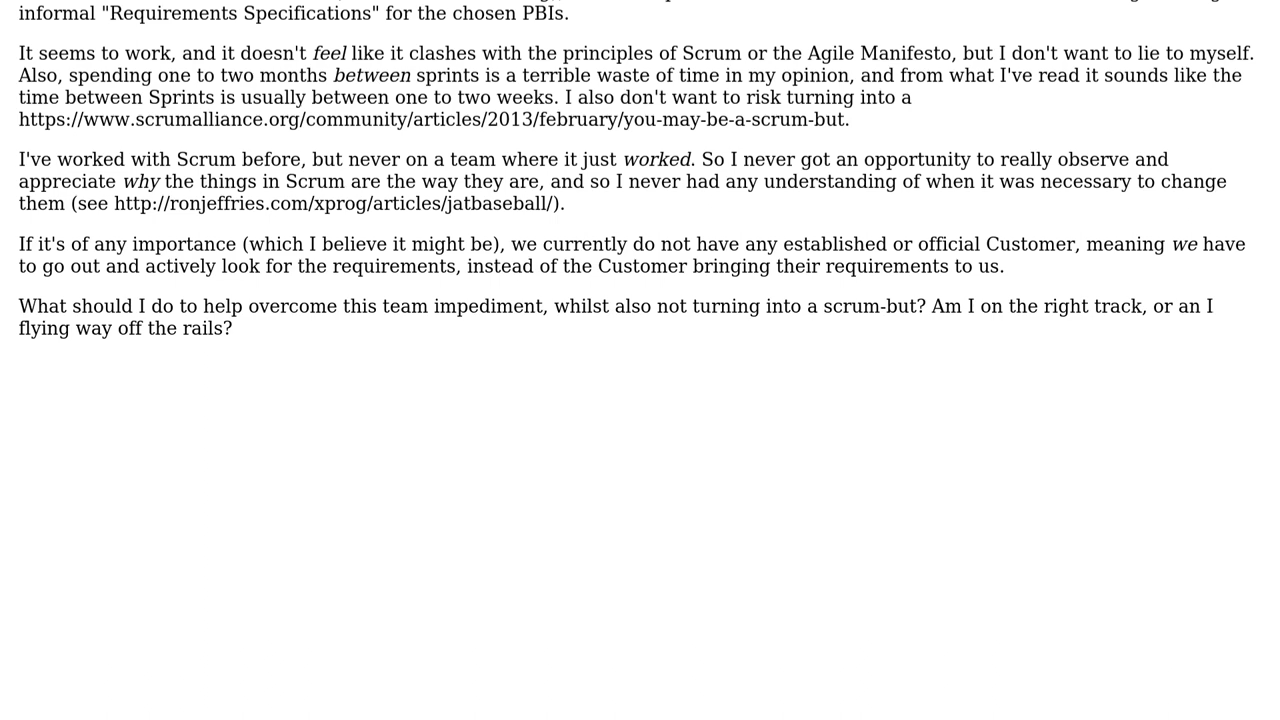 informal "Requirements Specifications" for the chosen PBIs.
It seems to work, and it doesn't feel like it clashes with the principles of Scrum or the Agile Manifesto, but I don't want to lie to myself.
Also, spending one to two months between sprints is a terrible waste of time in my opinion, and from what I've read it sounds like the
time between Sprints is usually between one to two weeks. I also don't want to risk turning into a
https://www.scrumalliance.org/community/articles/2013/february/you-may-be-a-scrum-but.
I've worked with Scrum before, but never on a team where it just worked. So I never got an opportunity to really observe and
appreciate why the things in Scrum are the way they are, and so I never had any understanding of when it was necessary to change
them (see http://ronjeffries.com/xprog/articles/jatbaseball/).
If it's of any importance (which I believe it might be), we currently do not have any established or official Customer, meaning we have
to go out and actively look for the requirements, instead of the Customer bringing their requirements to us.
What should I do to help overcome this team impediment, whilst also not turning into a scrum-but? Am I on the right track, or an I
flying way off the rails?